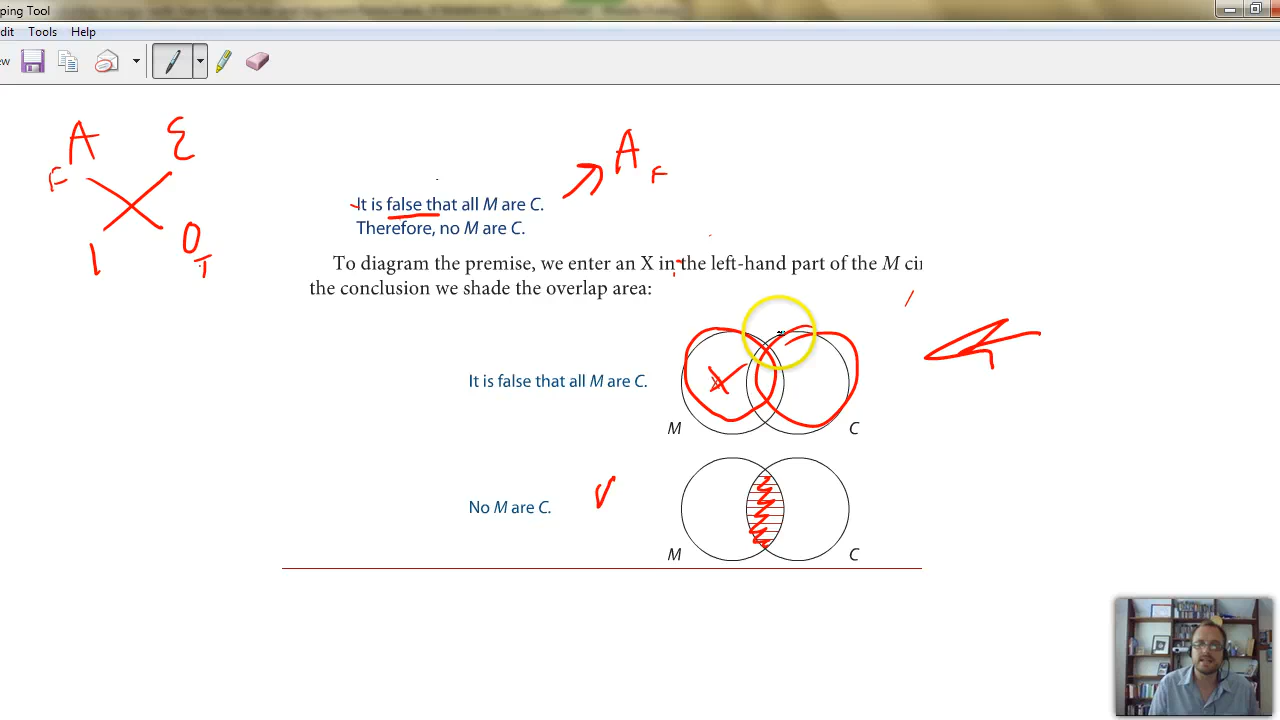 ping Tool
dit Tools Help
ew
A E
F
I O
T
A F
It is false that all M are C.
Therefore, no M are C.
To diagram the premise, we enter an X in the left-hand part of the M cir
the conclusion we shade the overlap area:
It is false that all M are C.
X
M C
No M are C.
M C